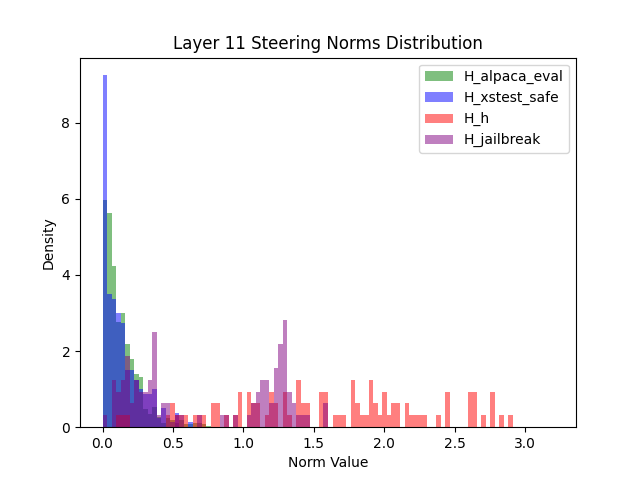 Layer 11 Steering Norms Distribution
H_alpaca_eval
H_xstest_safe
H_h
H_jailbreak
Density
8
6
4
2
0
0.0 0.5 1.0 1.5 2.0 2.5 3.0
Norm Value